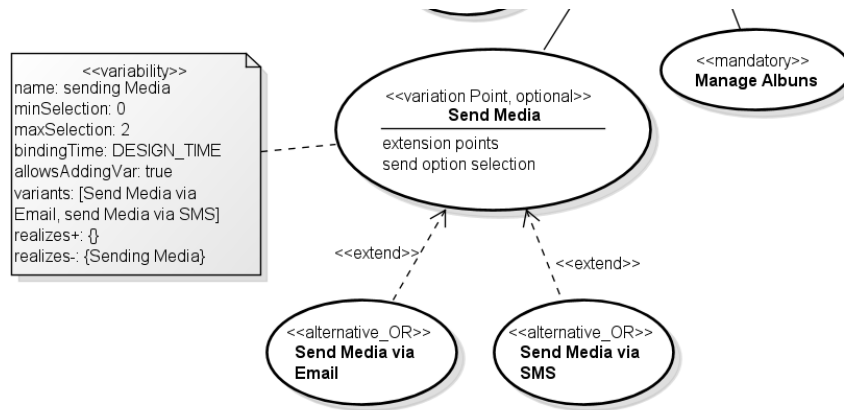 <<variability>>
name: sending Media
minSelection: 0
maxSelection: 2
bindingTime: DESIGN_TIME
allowsAddingVar: true
variants: [Send Media via
Email, send Media via SMS]
realizes+: {}
realizes-: {Sending Media}
<<variation Point, optional>>
Send Media
extension points
send option selection
<<mandatory>>
Manage Albuns
<<extend>>
<<extend>>
<<alternative_OR>>
Send Media via
Email
<<alternative_OR>>
Send Media via
SMS